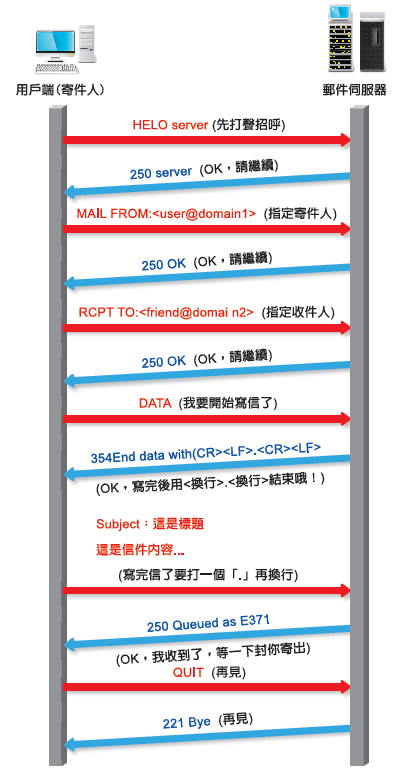 用戶端(寄件人)
郵件伺服器
HELO server (先打聲招呼)
250 server (OK，請繼續)
MAIL FROM:<user@domain1> (指定寄件人)
250 OK (OK，請繼續)
RCPT TO:<friend@domai n2> (指定收件人)
250 OK (OK，請繼續)
DATA (我要開始寫信了)
354End data with(CR><LF>.<CR><LF>
(OK，寫完後用<換行>.<換行>結束哦！)
Subject：這是標題
這是信件內容...
(寫完信了要打一個「.」再換行)
250 Queued as E371
(OK，我收到了，等一下封你寄出)
QUIT (再見)
221 Bye (再見)